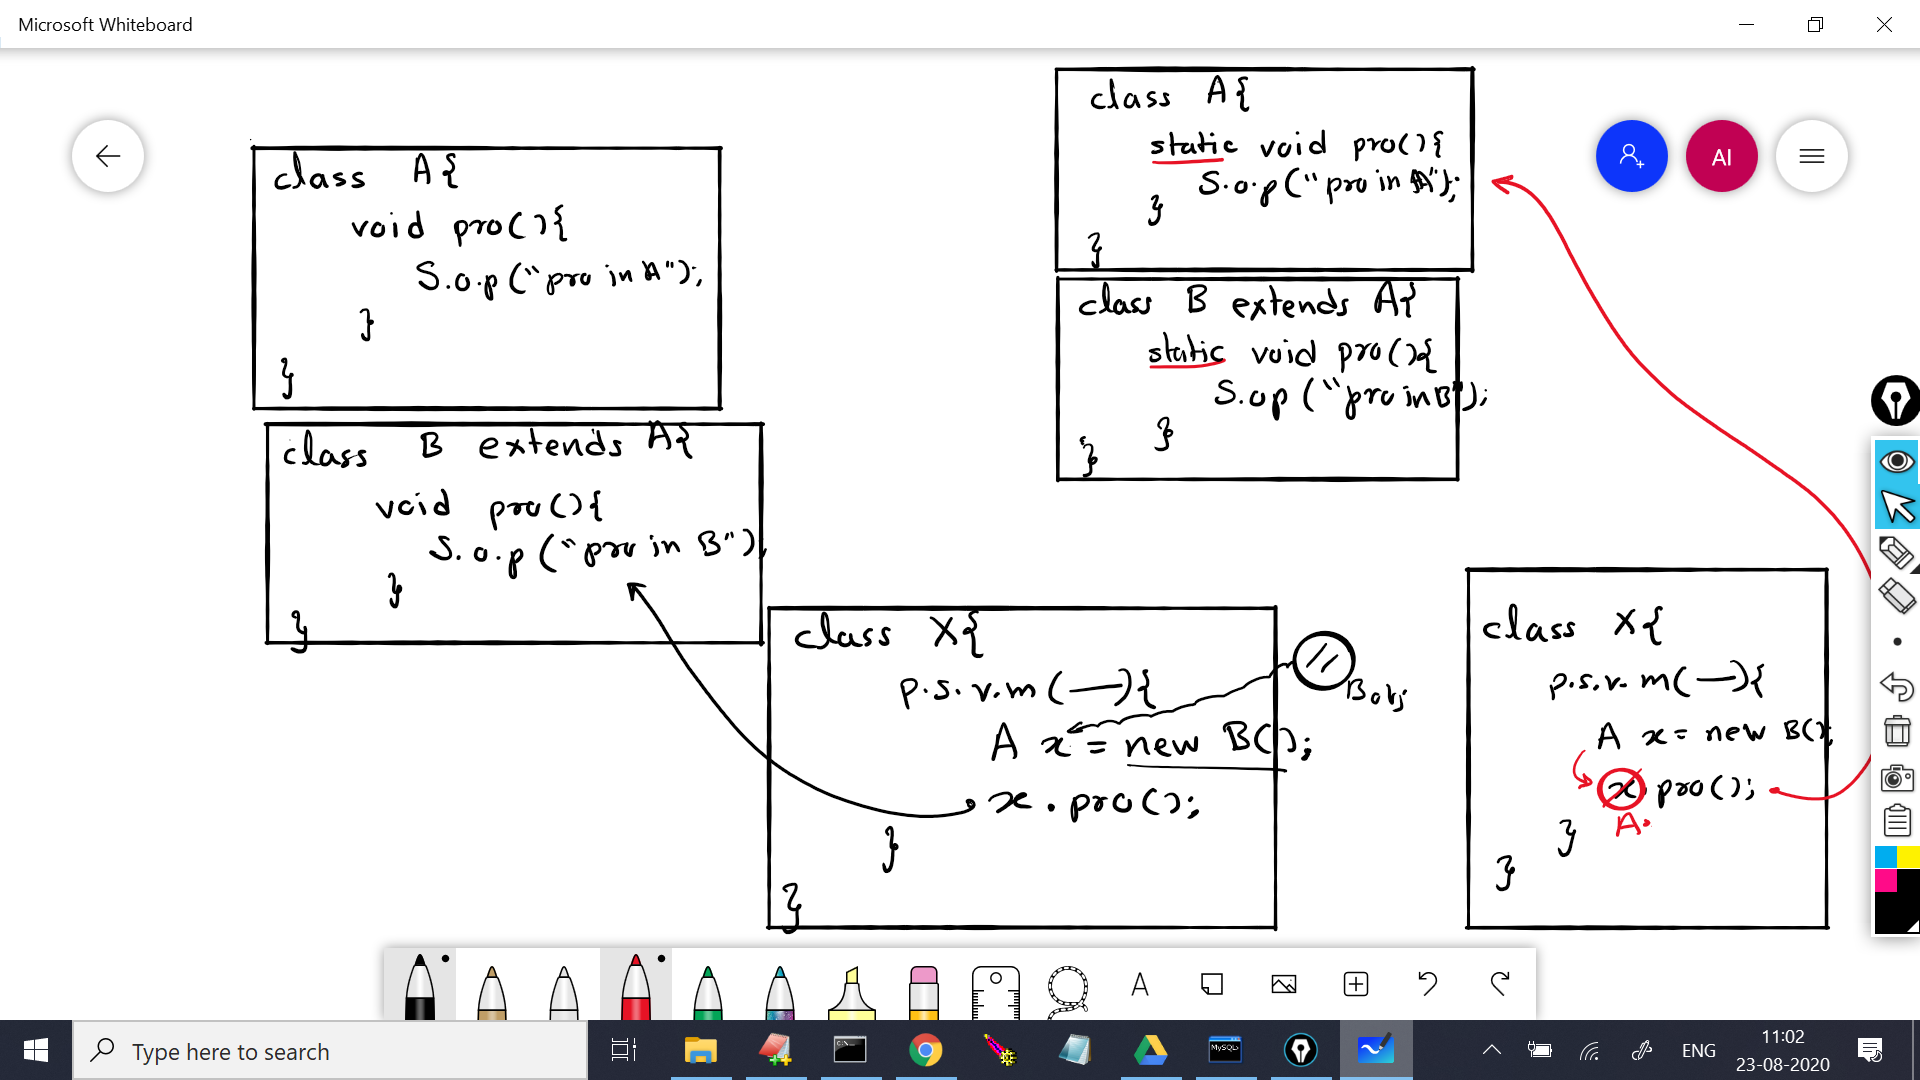 Microsoft Whiteboard
class A{
void pro(){
S.o.p("pro in A");
}
}
class B extends A{
void pro(){
S.o.p("pro in B");
}
}
class X{
p.s.v.m(—){
A x = new B();
x.pro();
}
}
B obj
class A{
static void pro(){
S.o.p("pro in A");
}
}
class B extends A{
static void pro(){
S.op("pro in B");
}
}
class X{
p.s.v.m(—){
A x = new B();
x.pro();
A.
}
}
AI
A
Type here to search
MySQL
ENG
11:02
23-08-2020